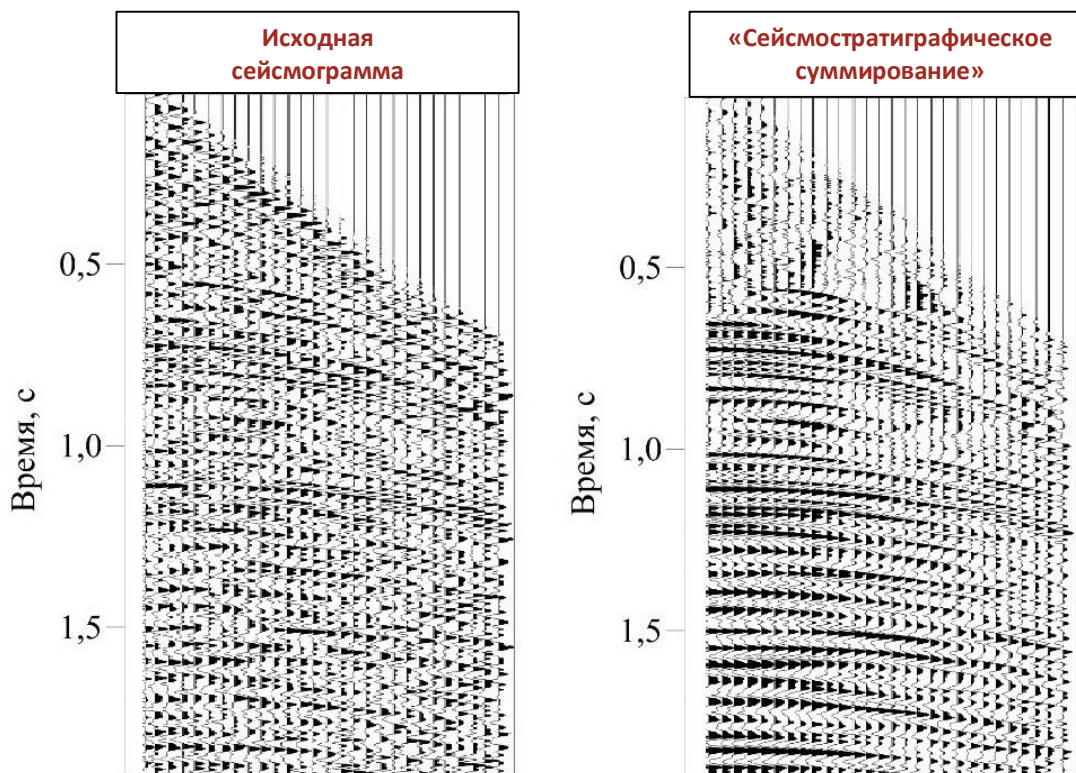 Исходная
сейсмограмма
«Сейсмостратиграфическое
суммирование»
0,5
1,0
1,5
Время, с
0,5
1,0
1,5
Время, с